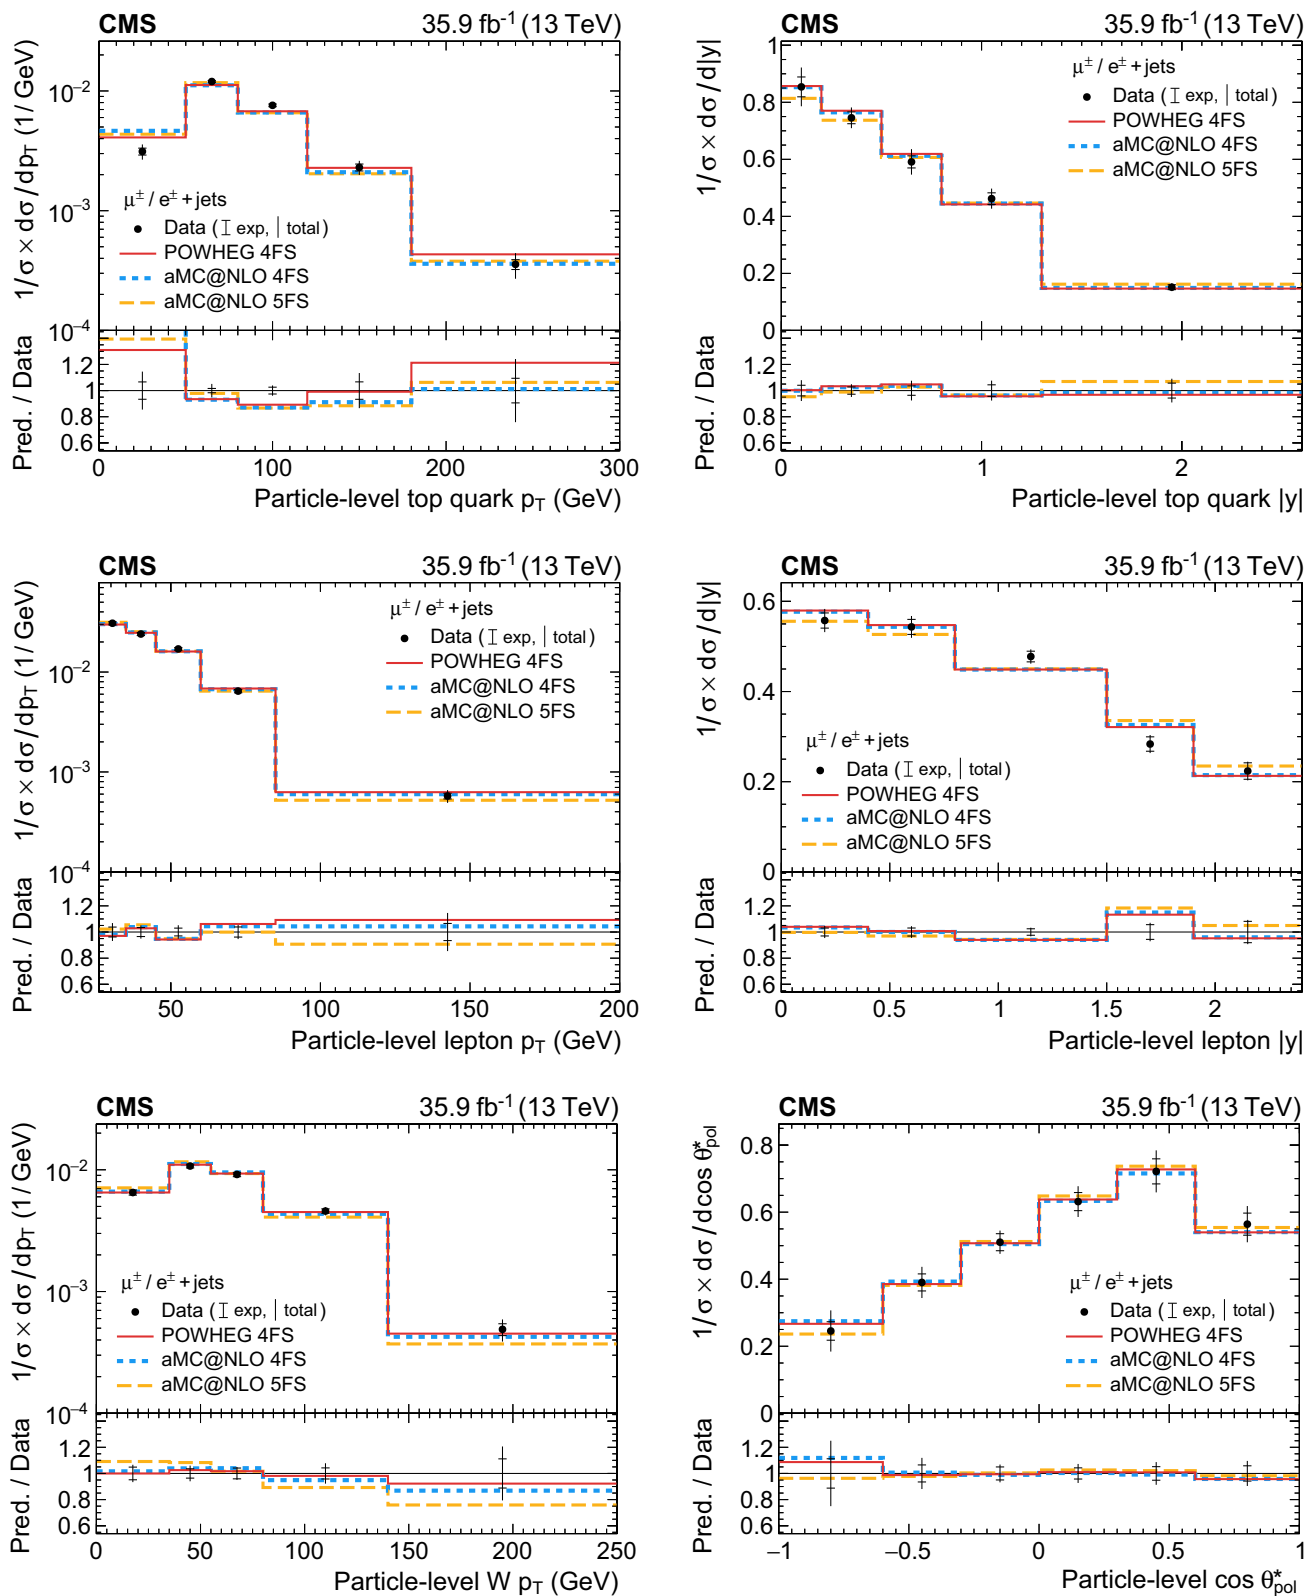 CMS 35.9 fb⁻¹ (13 TeV)
1/σ × dσ/dp_T (1/GeV)
10⁻²
10⁻³
10⁻⁴
μ±/e±+jets
Data (I exp, | total)
POWHEG 4FS
aMC@NLO 4FS
aMC@NLO 5FS
Pred. / Data
1.2
1
0.8
0.6
0 100 200 300
Particle-level top quark p_T (GeV)
CMS 35.9 fb⁻¹ (13 TeV)
1/σ × dσ/d|y|
1
0.8
0.6
0.4
0.2
0
μ±/e±+jets
Data (I exp, | total)
POWHEG 4FS
aMC@NLO 4FS
aMC@NLO 5FS
Pred. / Data
1.2
1
0.8
0.6
0 1 2
Particle-level top quark |y|
CMS 35.9 fb⁻¹ (13 TeV)
1/σ × dσ/dp_T (1/GeV)
10⁻²
10⁻³
10⁻⁴
μ±/e±+jets
Data (I exp, | total)
POWHEG 4FS
aMC@NLO 4FS
aMC@NLO 5FS
Pred. / Data
1.2
1
0.8
0.6
50 100 150 200
Particle-level lepton p_T (GeV)
CMS 35.9 fb⁻¹ (13 TeV)
1/σ × dσ/d|y|
0.6
0.4
0.2
0
μ±/e±+jets
Data (I exp, | total)
POWHEG 4FS
aMC@NLO 4FS
aMC@NLO 5FS
Pred. / Data
1.2
1
0.8
0.6
0 0.5 1 1.5 2
Particle-level lepton |y|
CMS 35.9 fb⁻¹ (13 TeV)
1/σ × dσ/dp_T (1/GeV)
10⁻²
10⁻³
10⁻⁴
μ±/e±+jets
Data (I exp, | total)
POWHEG 4FS
aMC@NLO 4FS
aMC@NLO 5FS
Pred. / Data
1.2
1
0.8
0.6
0 50 100 150 200 250
Particle-level W p_T (GeV)
CMS 35.9 fb⁻¹ (13 TeV)
1/σ × dσ/dcos θ*_pol
0.8
0.6
0.4
0.2
0
μ±/e±+jets
Data (I exp, | total)
POWHEG 4FS
aMC@NLO 4FS
aMC@NLO 5FS
Pred. / Data
1.2
1
0.8
0.6
−1 −0.5 0 0.5 1
Particle-level cos θ*_pol